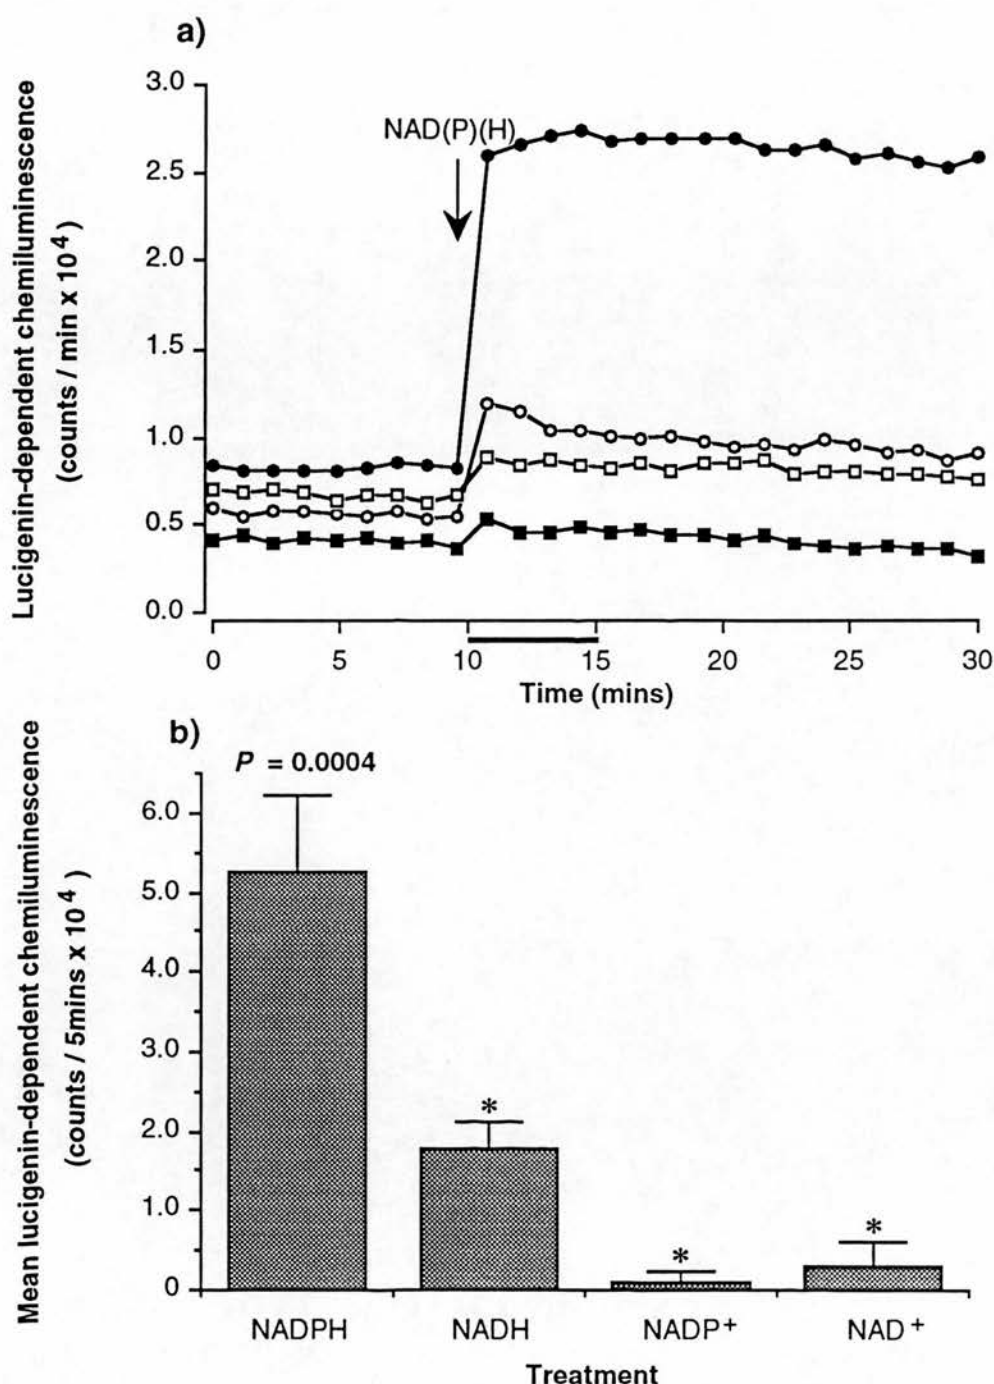 a)
Lucigenin-dependent chemiluminescence
(counts / min x 10⁴)
3.0
2.5
2.0
1.5
1.0
0.5
0.0
NAD(P)(H)
0 5 10 15 20 25 30
Time (mins)
b)
Mean lucigenin-dependent chemiluminescence
(counts / 5mins x 10⁴)
P = 0.0004
6.0
5.0
4.0
3.0
2.0
1.0
0
*
*
*
NADPH NADH NADP⁺ NAD⁺
Treatment